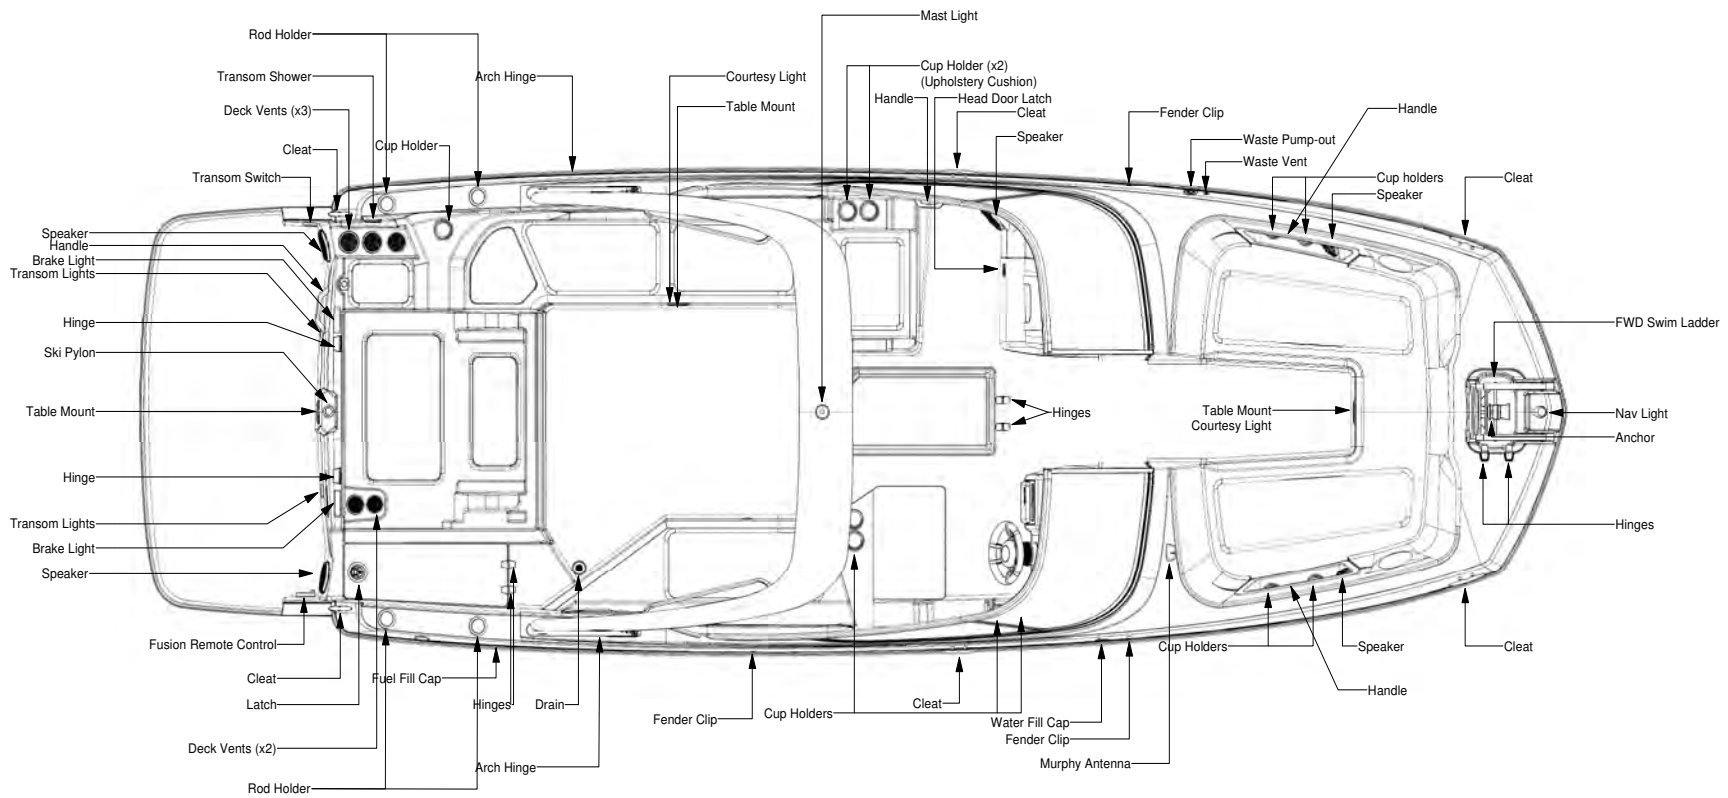 Mast Light
Rod Holder
Transom Shower
Arch Hinge
Courtesy Light
Cup Holder (x2)
(Upholstery Cushion)
Deck Vents (x3)
Table Mount
Handle
Head Door Latch
Cleat
Fender Clip
Handle
Cleat
Cup Holder
Speaker
Waste Pump-out
Waste Vent
Transom Switch
Cup holders
Cleat
Speaker
Speaker
Handle
Brake Light
Transom Lights
Hinge
FWD Swim Ladder
Ski Pylon
Table Mount
Hinges
Table Mount
Courtesy Light
Nav Light
Anchor
Hinge
Transom Lights
Hinges
Brake Light
Speaker
Fusion Remote Control
Cup Holders
Speaker
Cleat
Cleat
Fuel Fill Cap
Handle
Latch
Hinges
Drain
Cleat
Fender Clip
Cup Holders
Water Fill Cap
Fender Clip
Deck Vents (x2)
Arch Hinge
Murphy Antenna
Rod Holder